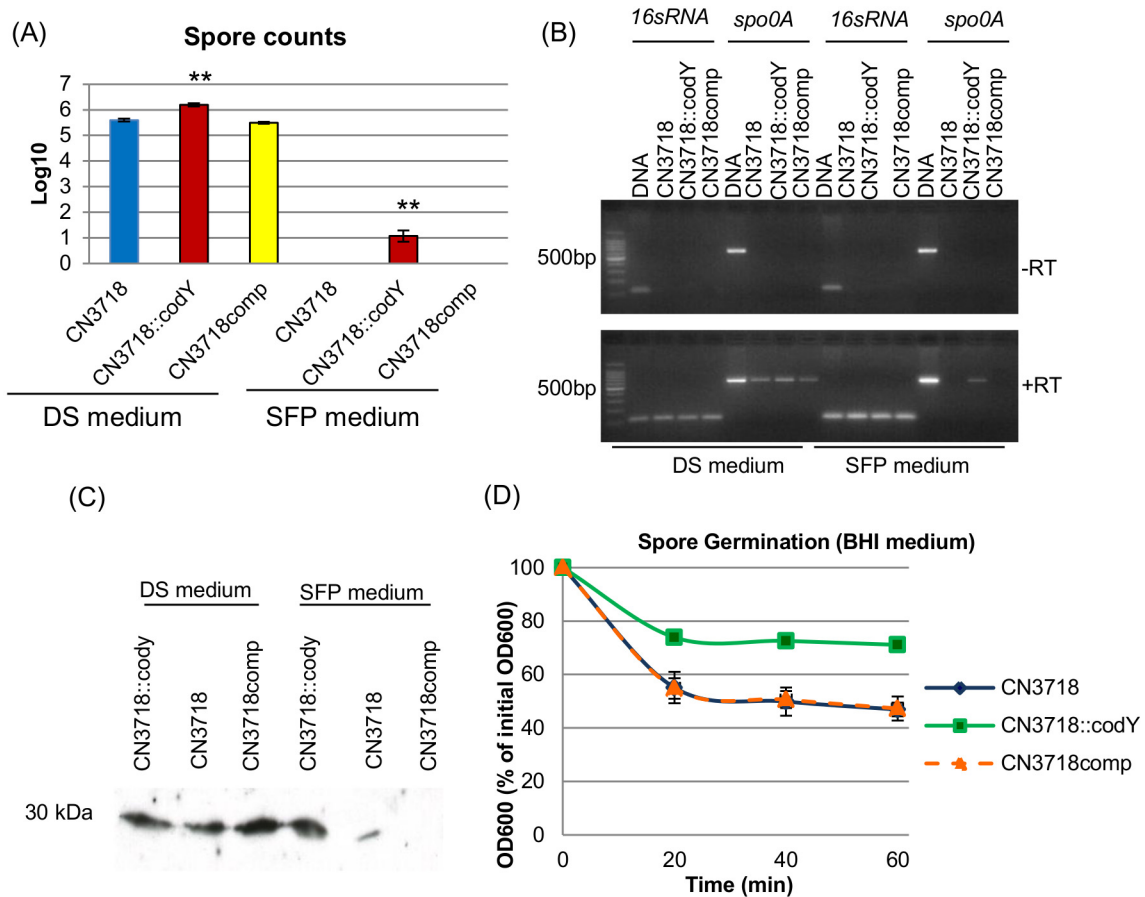 (A)
Spore counts
Log10
7
6
5
4
3
2
1
0
**
**
CN3718
CN3718::codY
CN3718comp
CN3718
CN3718::codY
CN3718comp
DS medium
SFP medium
(B)
16sRNA
spo0A
16sRNA
spo0A
DNA
CN3718
CN3718::codY
CN3718comp
DNA
CN3718
CN3718::codY
CN3718comp
DNA
CN3718
CN3718::codY
CN3718comp
DNA
CN3718
CN3718::codY
CN3718comp
500bp
-RT
500bp
+RT
DS medium
SFP medium
(C)
DS medium
SFP medium
CN3718::cody
CN3718
CN3718comp
CN3718::cody
CN3718
CN3718comp
30 kDa
(D)
Spore Germination (BHI medium)
OD600 (% of initial OD600)
100
80
60
40
20
0
0
20
40
60
Time (min)
CN3718
CN3718::codY
CN3718comp